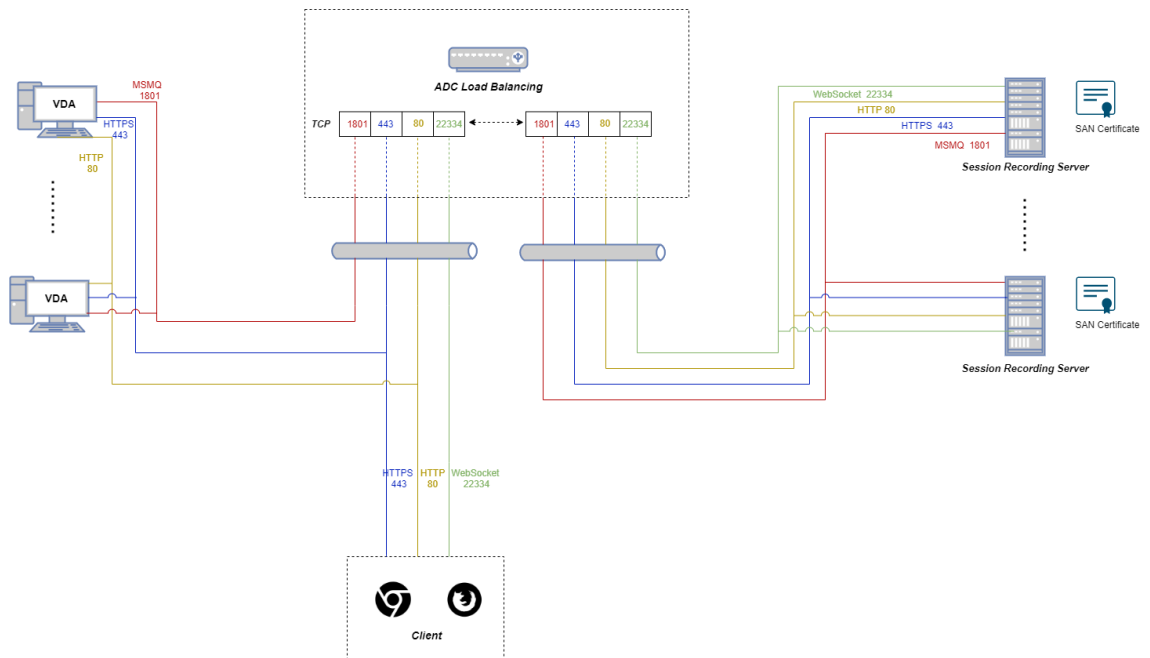 ADC Load Balancing
TCP
1801 443 80 22334
1801 443 80 22334
VDA
MSMQ
1801
HTTPS
443
HTTP
80
VDA
WebSocket 22334
HTTP 80
HTTPS 443
MSMQ 1801
Session Recording Server
SAN Certificate
Session Recording Server
SAN Certificate
HTTPS
443
HTTP
80
WebSocket
22334
Client